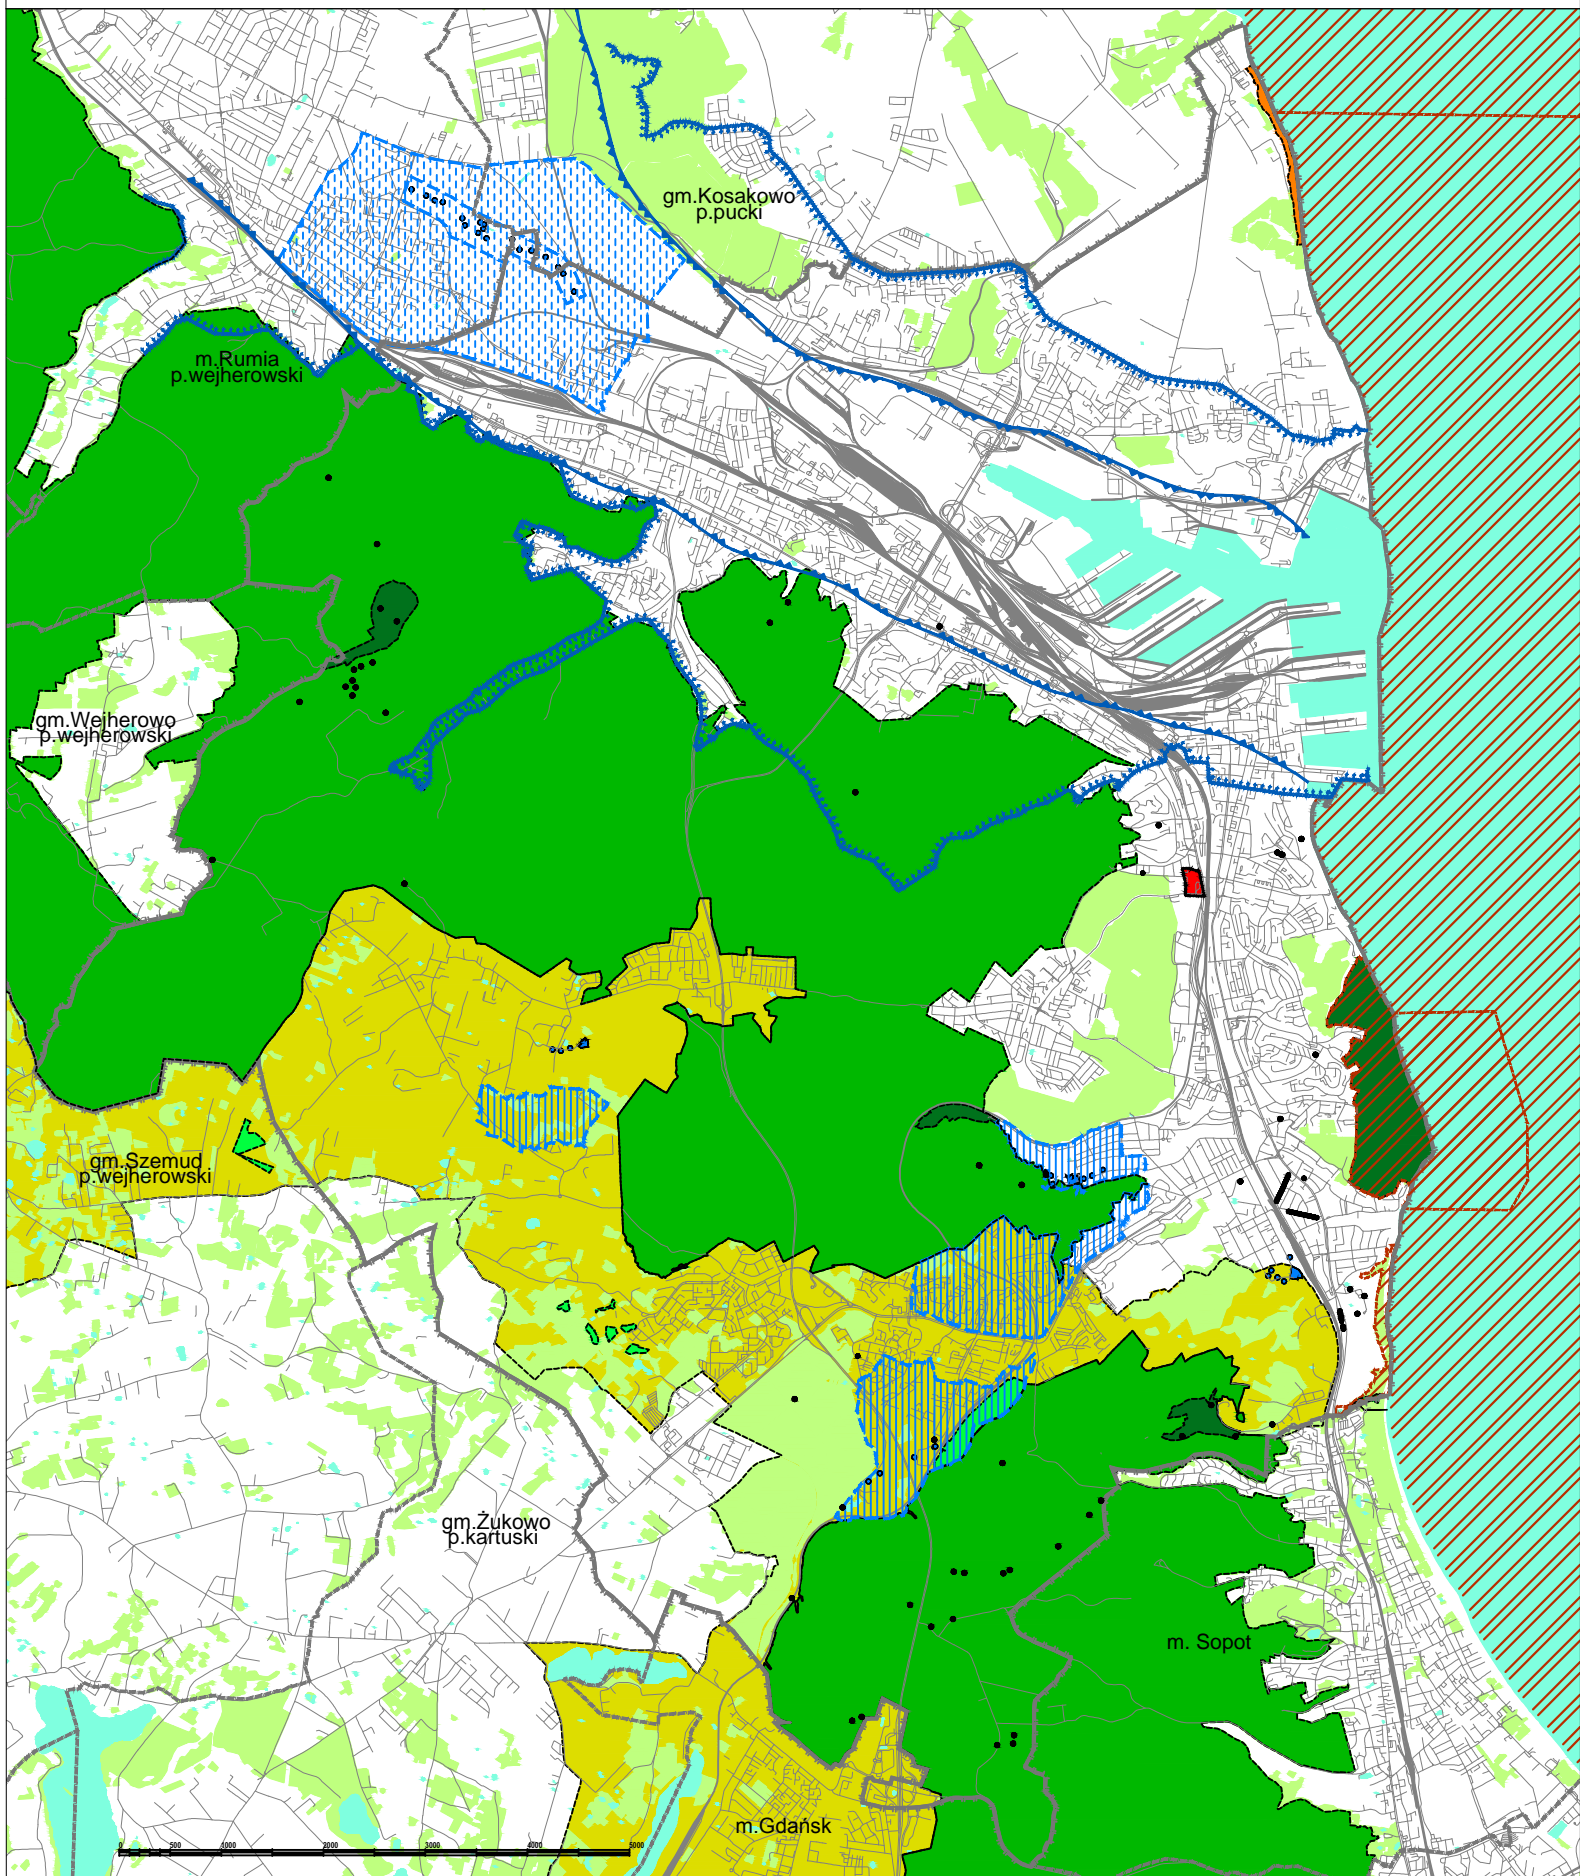 gm.Kosakowo
p.pucki
m.Rumia
p.wejherowski
gm.Wejherowo
p.wejherowski
gm.Szemud
p.wejherowski
gm.Żukowo
p.kartuski
m. Sopot
m.Gdańsk
0 500 1000 2000 3000 4000 5000